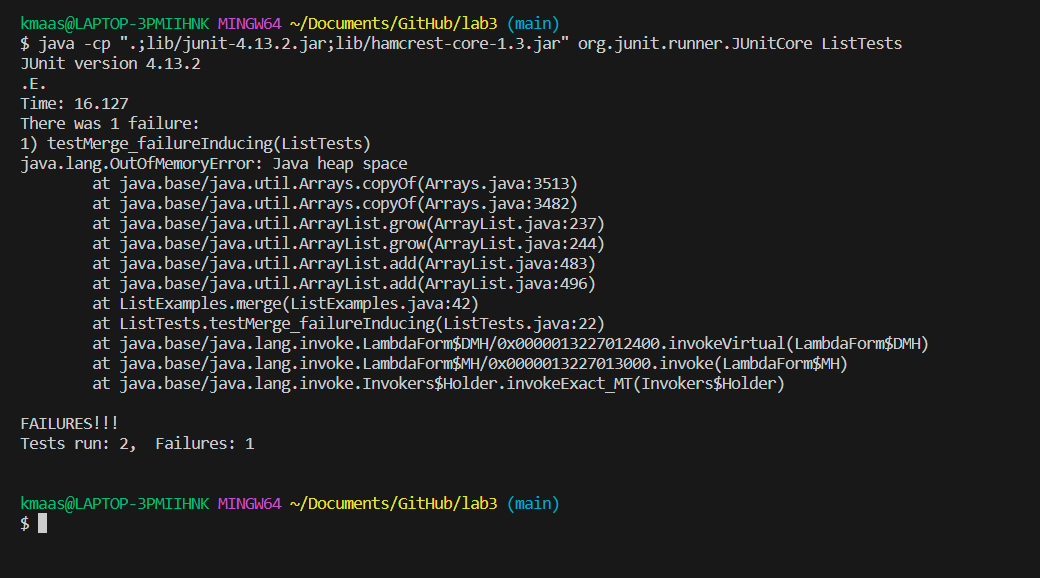 kmaas@LAPTOP-3PMIIHNK MINGW64 ~/Documents/GitHub/lab3 (main)
$ java -cp ".;lib/junit-4.13.2.jar;lib/hamcrest-core-1.3.jar" org.junit.runner.JUnitCore ListTests
JUnit version 4.13.2
.E.
Time: 16.127
There was 1 failure:
1) testMerge_failureInducing(ListTests)
java.lang.OutOfMemoryError: Java heap space
        at java.base/java.util.Arrays.copyOf(Arrays.java:3513)
        at java.base/java.util.Arrays.copyOf(Arrays.java:3482)
        at java.base/java.util.ArrayList.grow(ArrayList.java:237)
        at java.base/java.util.ArrayList.grow(ArrayList.java:244)
        at java.base/java.util.ArrayList.add(ArrayList.java:483)
        at java.base/java.util.ArrayList.add(ArrayList.java:496)
        at ListExamples.merge(ListExamples.java:42)
        at ListTests.testMerge_failureInducing(ListTests.java:22)
        at java.base/java.lang.invoke.LambdaForm$DMH/0x0000013227012400.invokeVirtual(LambdaForm$DMH)
        at java.base/java.lang.invoke.LambdaForm$MH/0x0000013227013000.invoke(LambdaForm$MH)
        at java.base/java.lang.invoke.Invokers$Holder.invokeExact_MT(Invokers$Holder)
FAILURES!!!
Tests run: 2,  Failures: 1
kmaas@LAPTOP-3PMIIHNK MINGW64 ~/Documents/GitHub/lab3 (main)
$